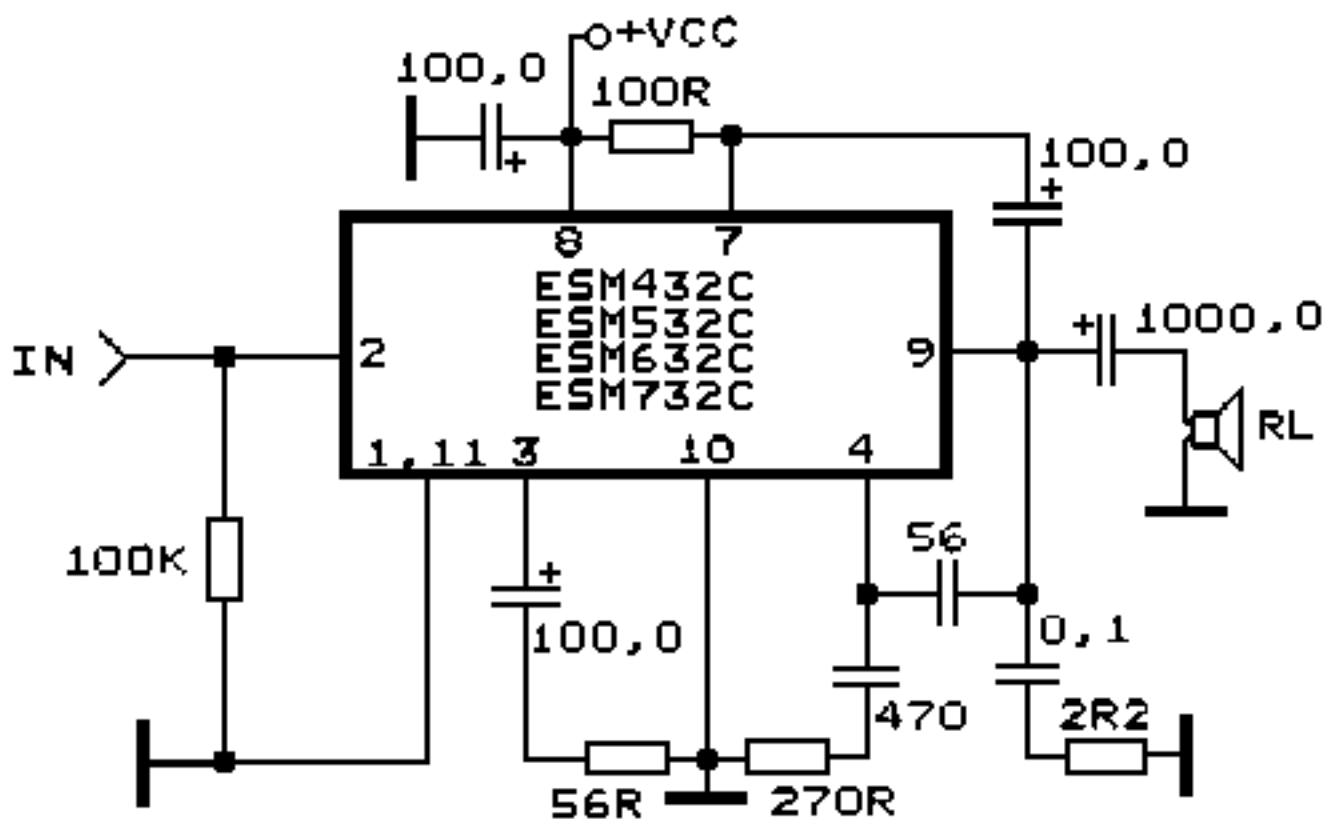 +VCC
100,0
100R
100,0
8
7
ESM432C
ESM532C
ESM632C
ESM732C
1000,0
IN
2
9
RL
1,11
3
10
4
56
100K
100,0
0,1
470
2R2
56R
270R